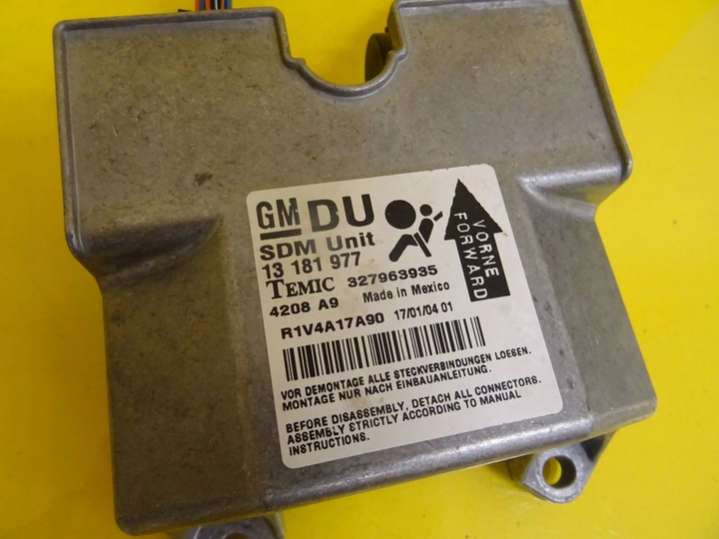 GM DU
SDM Unit
13 181 977
TEMIC 327963935
4208 A9 Made in Mexico
R1V4A17A90 17/01/04 01
VORNE
FORWARD
VOR DEMONTAGE ALLE STECKVERBINDUNGEN LOESEN.
MONTAGE NUR NACH EINBAUANLEITUNG.
BEFORE DISASSEMBLY, DETACH ALL CONNECTORS.
ASSEMBLY STRICTLY ACCORDING TO MANUAL
INSTRUCTIONS.